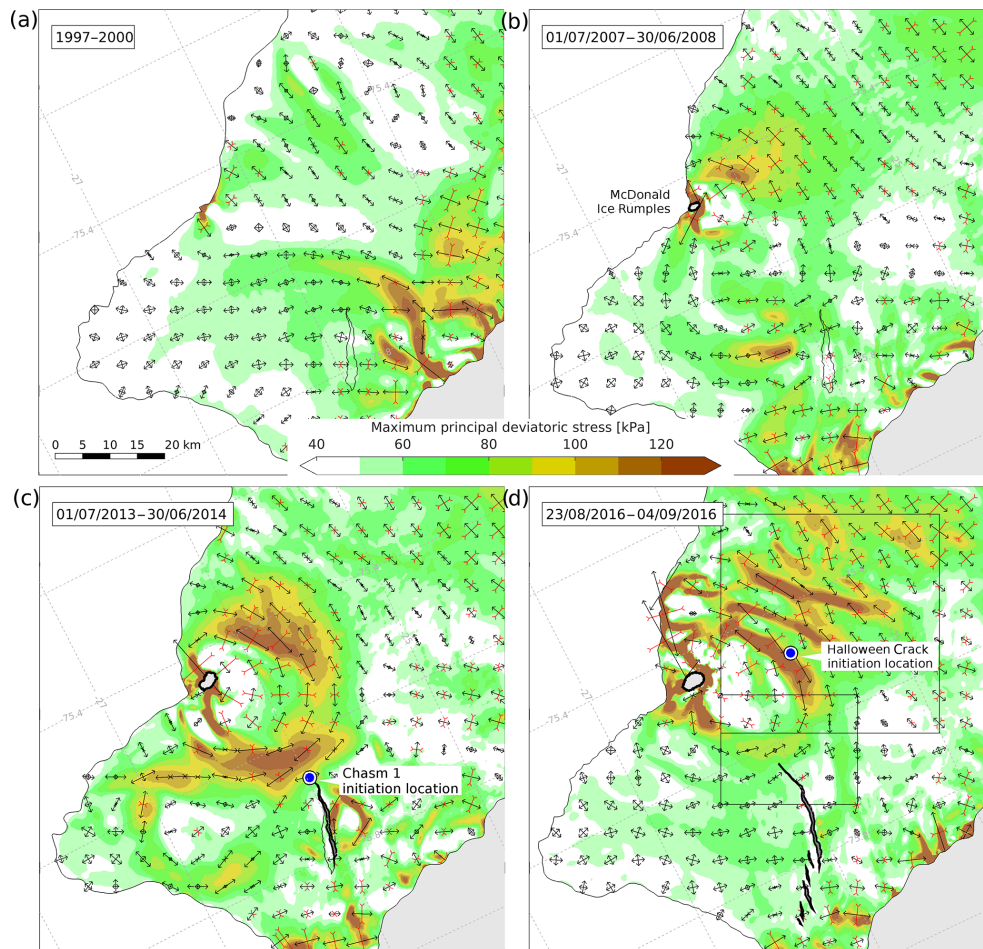 (a)
1997–2000
75.4
-27
-75.4
(b)
01/07/2007–30/06/2008
McDonald
Ice Rumples
-27
-75.4
Maximum principal deviatoric stress [kPa]
40 60 80 100 120
0 5 10 15 20 km
(c)
01/07/2013–30/06/2014
-75.4
-27
Chasm 1
initiation location
(d)
23/08/2016–04/09/2016
Halloween Crack
initiation location
-75.4
-27